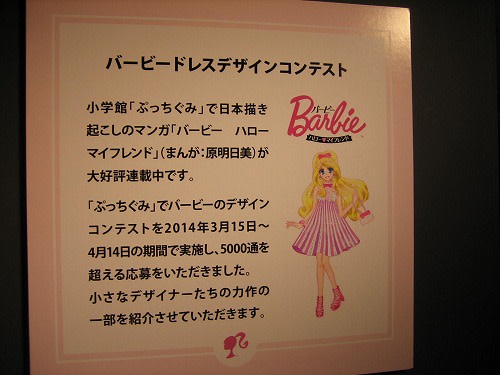 バービードレスデザインコンテスト
小学館「ぷっちぐみ」で日本描き
起こしのマンガ「バービー　ハロー
マイフレンド」（まんが：原明日美）が
大好評連載中です。
「ぷっちぐみ」でバービーのデザイン
コンテストを2014年3月15日～
4月14日の期間で実施し、5000通を
超える応募をいただきました。
小さなデザイナーたちの力作の
一部を紹介させていただきます。
バービー
Barbie
ハロー♥マイフレンド